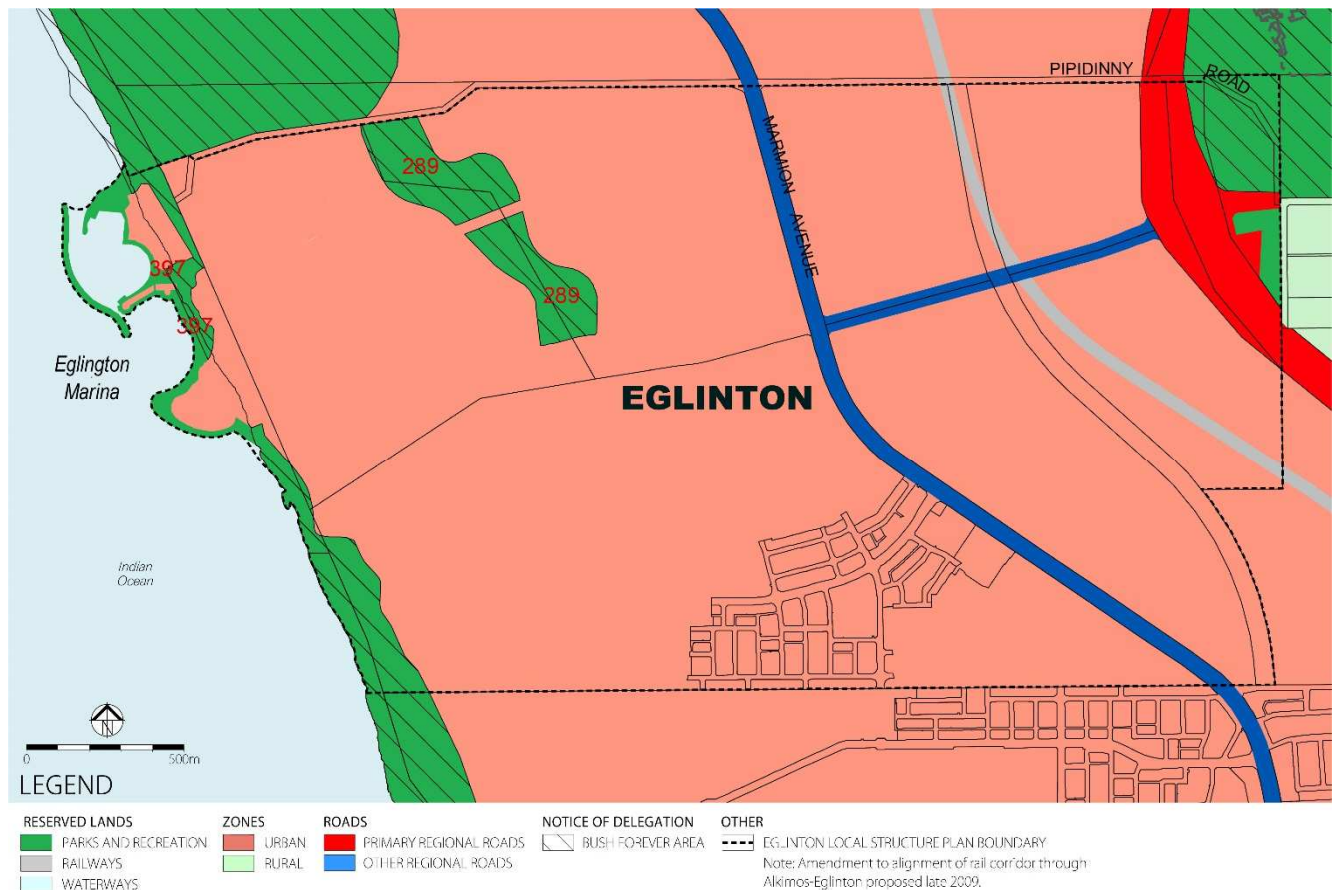 PIPIDINNY
ROAD
MARMION AVENUE
289
289
397
397
Eglington
Marina
EGLINTON
Indian
Ocean
N
0 500m
LEGEND
RESERVED LANDS
PARKS AND RECREATION
RAILWAYS
WATERWAYS
ZONES
URBAN
RURAL
ROADS
PRIMARY REGIONAL ROADS
OTHER REGIONAL ROADS
NOTICE OF DELEGATION
BUSH FOREVER AREA
OTHER
EGLINTON LOCAL STRUCTURE PLAN BOUNDARY
Note: Amendment to alignment of rail corridor through
Alkimos-Eglinton proposed late 2009.